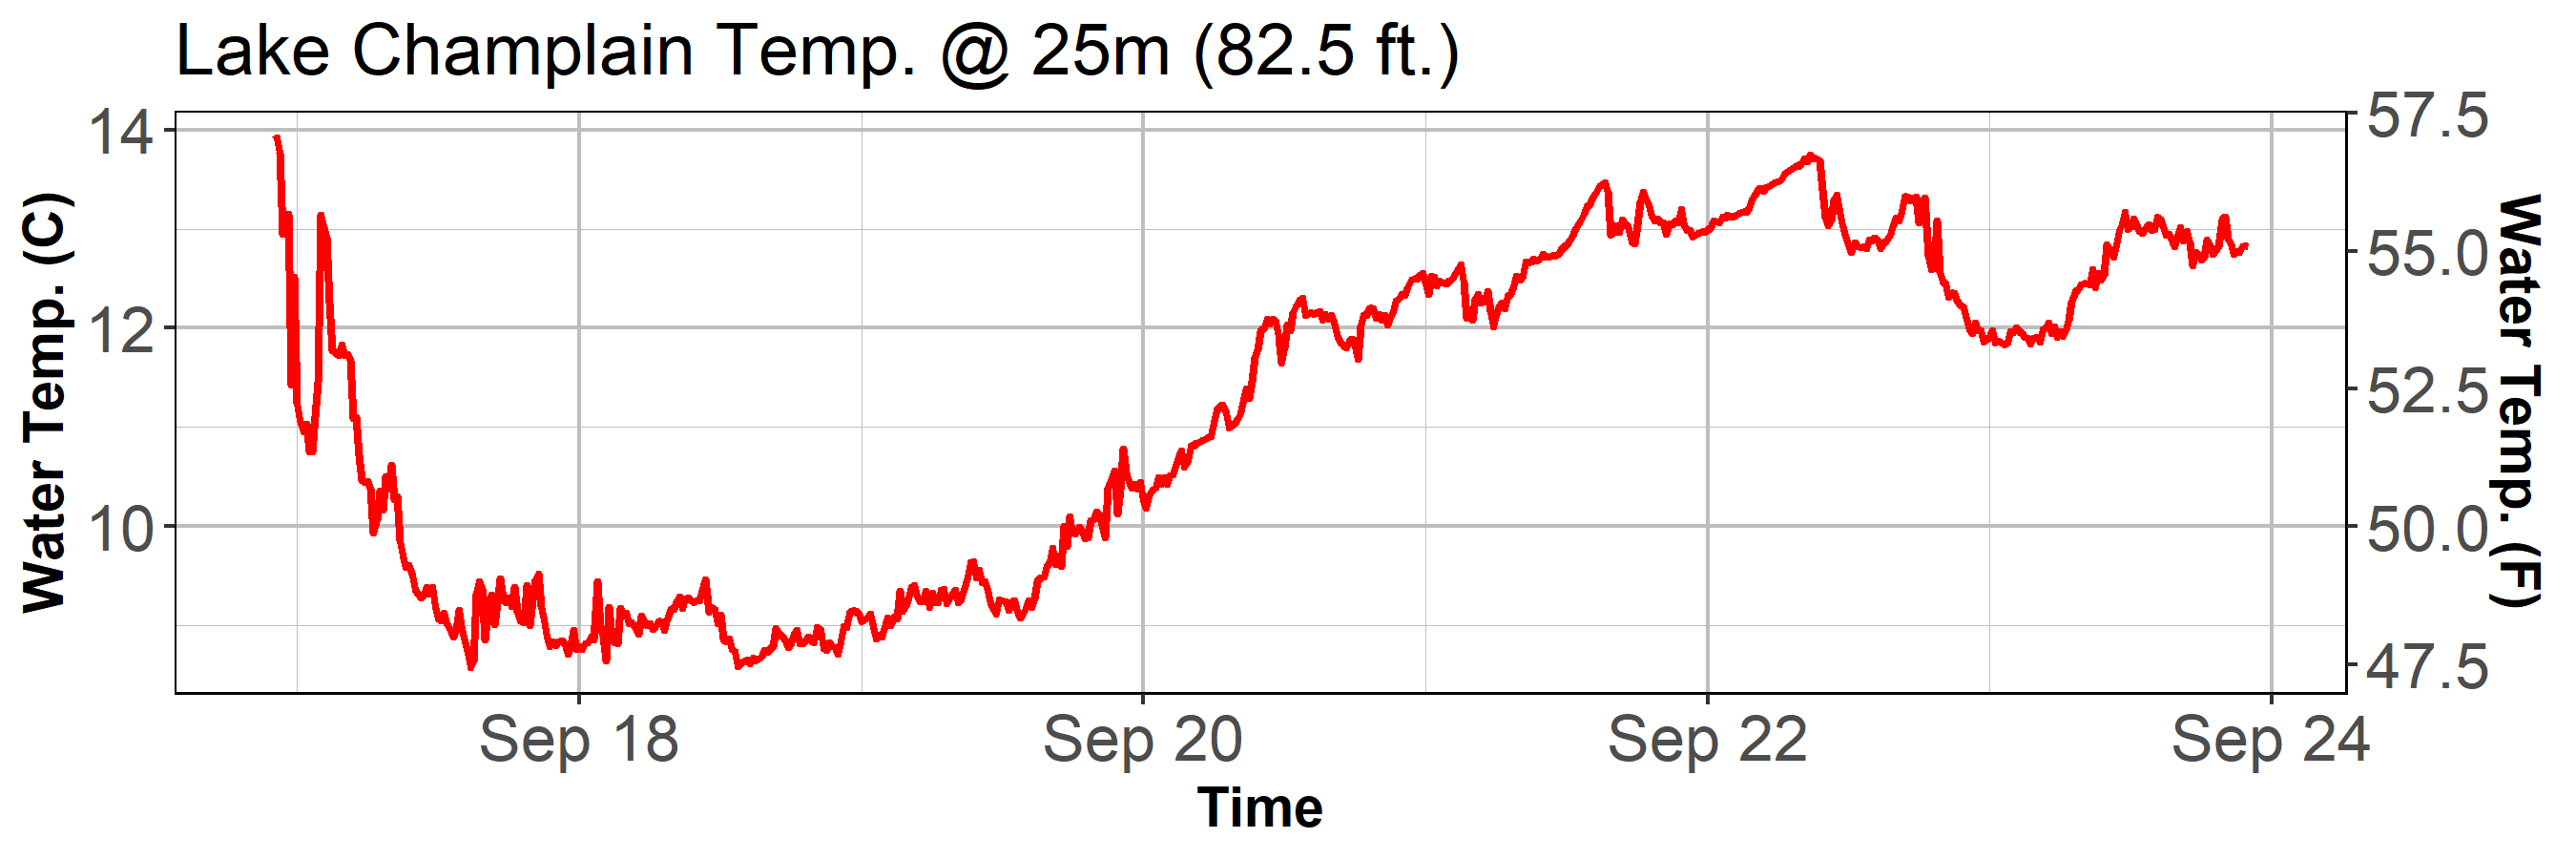 Lake Champlain Temp. @ 25m (82.5 ft.)
Water Temp. (C)
14
12
10
57.5
55.0
52.5
50.0
47.5
Water Temp. (F)
Sep 18 Sep 20 Sep 22 Sep 24
Time